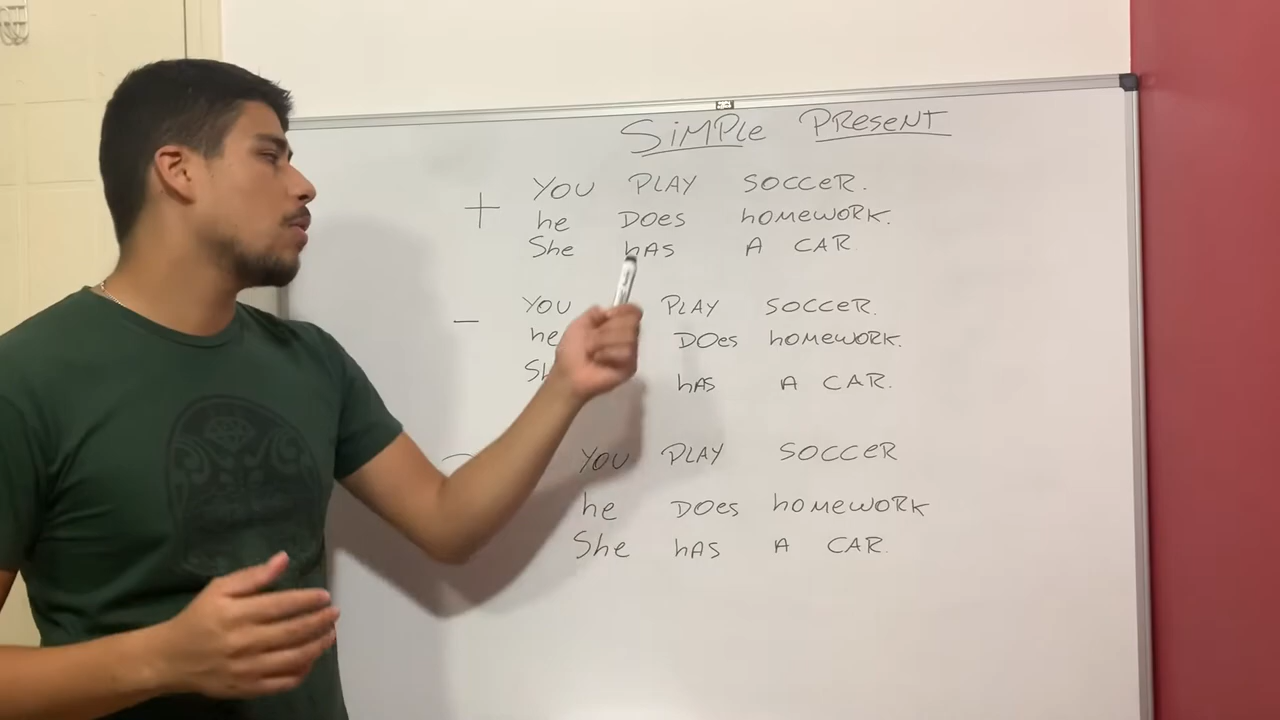 SiMPLe PReSeNT
+ YOU PLAY SOCCeR.
he DOes hOMeWORK.
She hAS A CAR
— YOU PLAY SOCCeR.
he DOes hOMeWORK.
hAS A CAR.
YOU PLAY SOCCeR
he DOes hOMeWORK
She hAS A CAR.